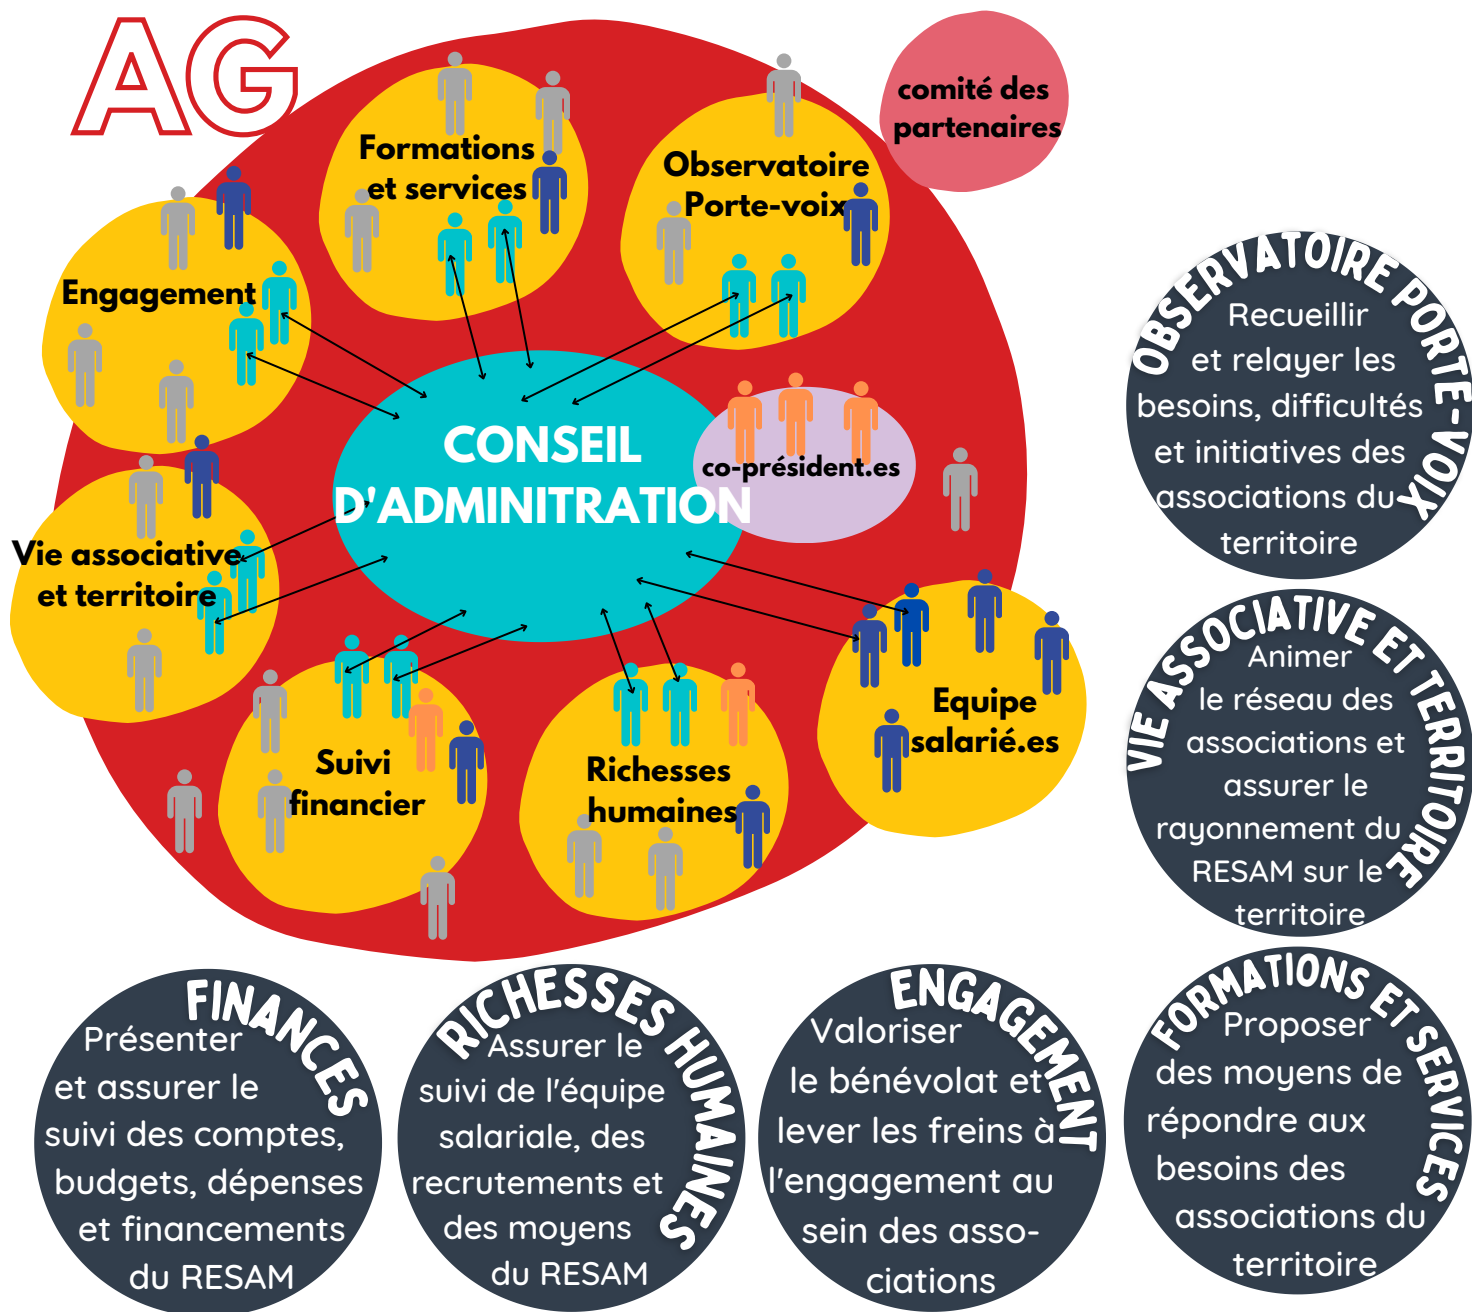 AG
comité des
partenaires
Formations
et services
Observatoire
Porte-voix
Engagement
CONSEIL
D'ADMINITRATION
co-président.es
Vie associative
et territoire
Suivi
financier
Richesses
humaines
Equipe
salarié.es
OBSERVATOIRE PORTE-VOIX
Recueillir
et relayer les
besoins, difficultés
et initiatives des
associations du
territoire
VIE ASSOCIATIVE ET TERRITOIRE
Animer
le réseau des
associations et
assurer le
rayonnement du
RESAM sur le
territoire
FINANCES
Présenter
et assurer le
suivi des comptes,
budgets, dépenses
et financements
du RESAM
RICHESSES HUMAINES
Assurer le
suivi de l'équipe
salariale, des
recrutements et
des moyens
du RESAM
ENGAGEMENT
Valoriser
le bénévolat et
lever les freins à
l'engagement au
sein des asso-
ciations
FORMATIONS ET SERVICES
Proposer
des moyens de
répondre aux
besoins des
associations du
territoire